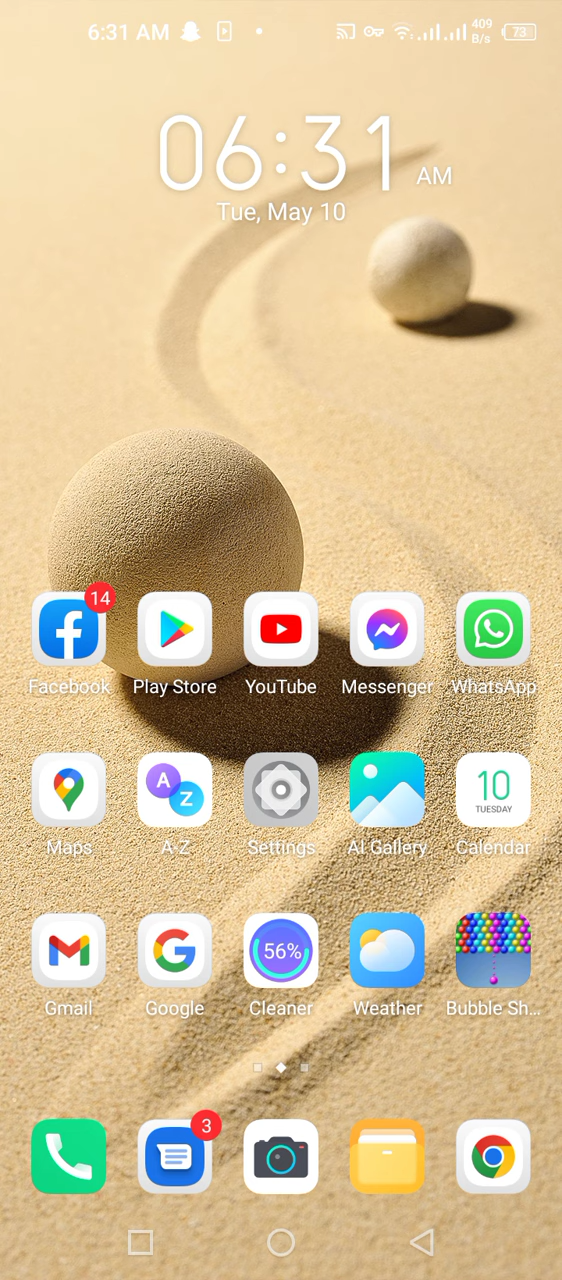 6:31 AM
409
B/s
73
06:31 AM
Tue, May 10
14
Facebook
Play Store
YouTube
Messenger
WhatsApp
A
Z
10
TUESDAY
Maps
A-Z
Settings
AI Gallery
Calendar
56%
Gmail
Google
Cleaner
Weather
Bubble Sh...
3